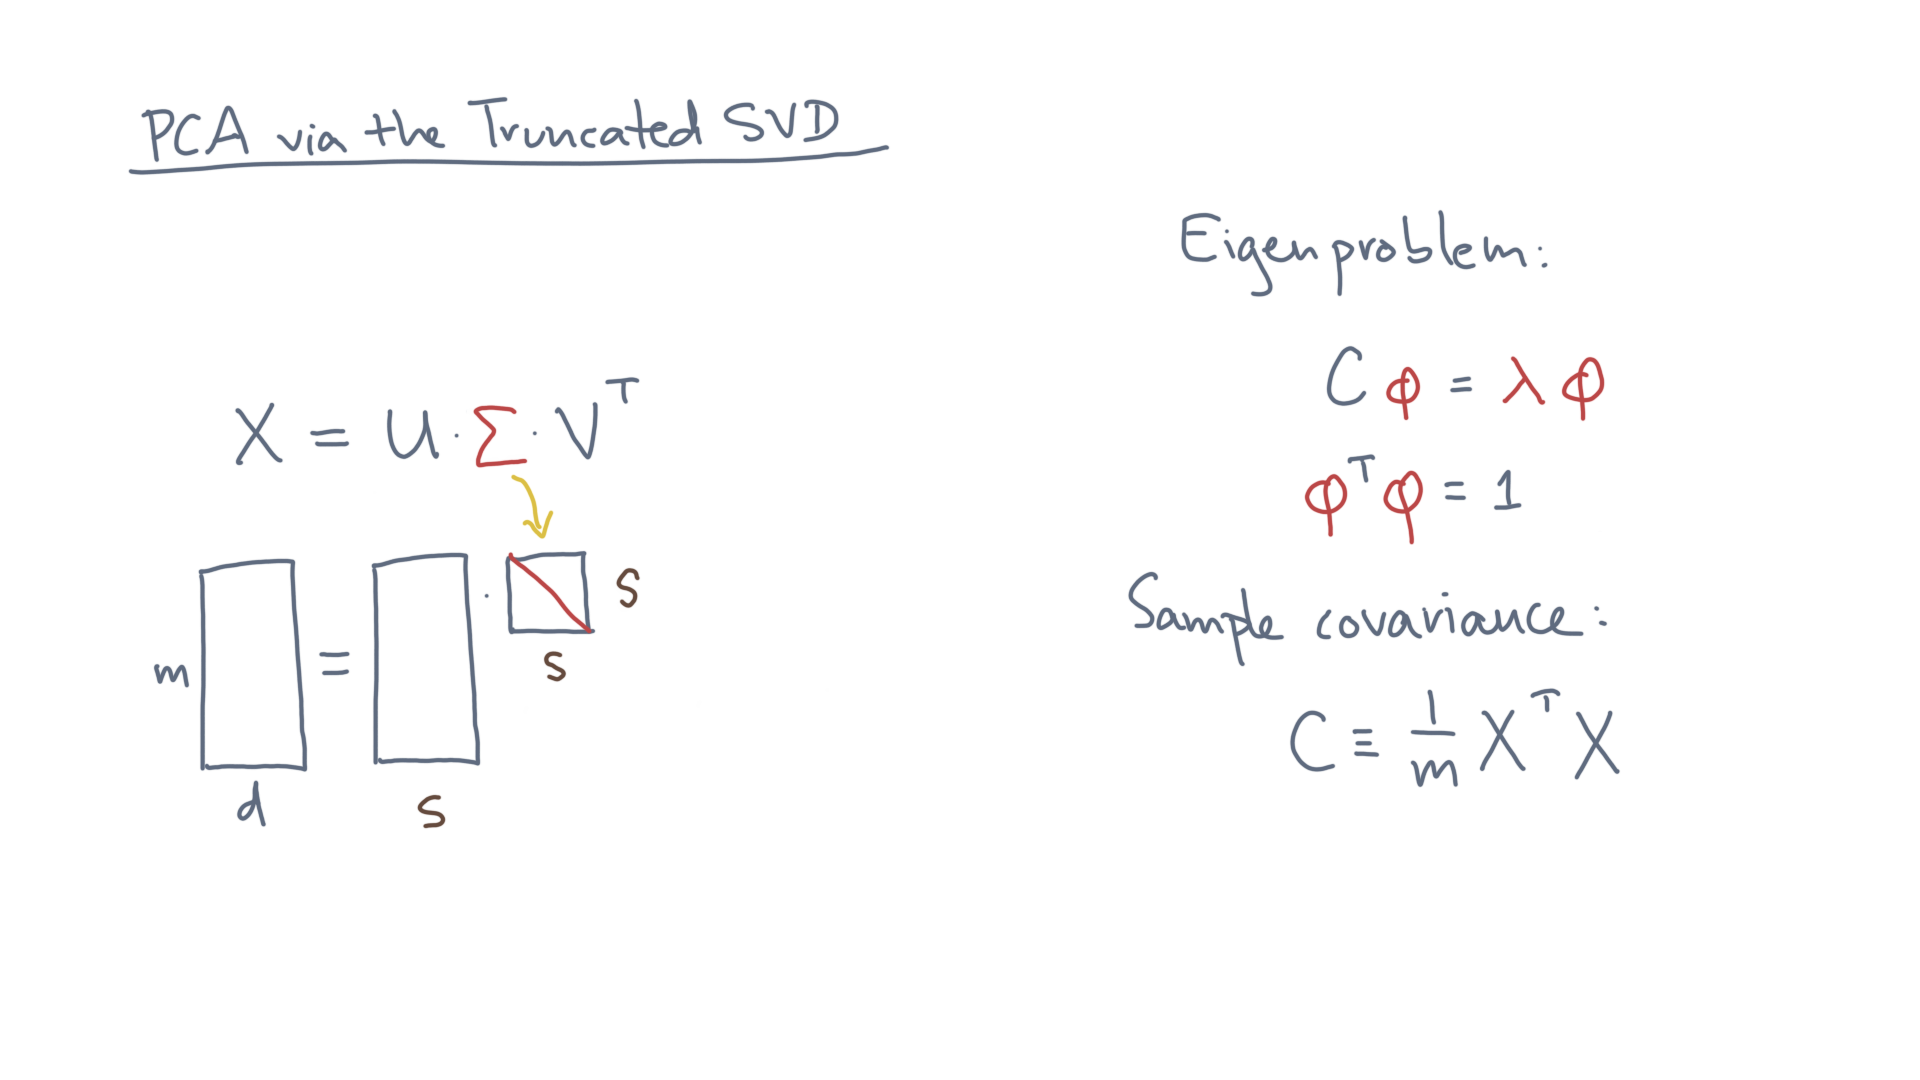 PCA via the Truncated SVD
X = U · Σ · V^T
m
=
·
s
s
d
s
Eigenproblem:
C φ = λ φ
φ^T φ = 1
Sample covariance:
C ≡ 1/m X^T X